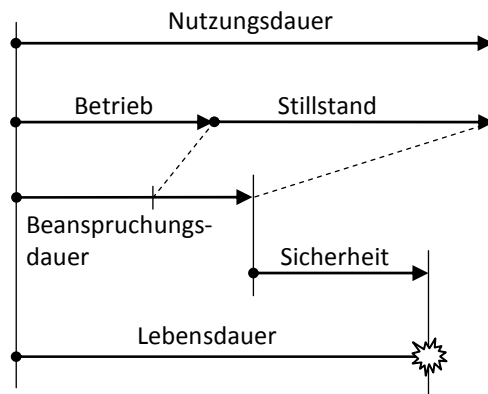 Nutzungsdauer
Betrieb
Stillstand
Beanspruchungs-
dauer
Sicherheit
Lebensdauer